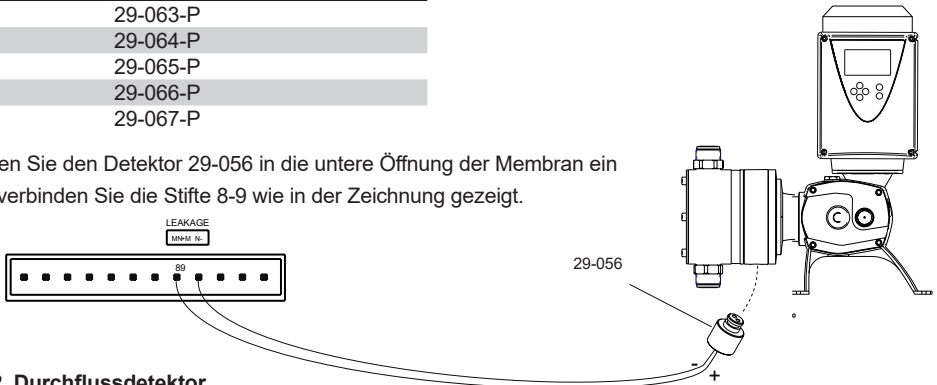 29-063-P
29-064-P
29-065-P
29-066-P
29-067-P
en Sie den Detektor 29-056 in die untere Öffnung der Membran ein
verbinden Sie die Stifte 8-9 wie in der Zeichnung gezeigt.
LEAKAGE
N-
89
29-056
-
+
Durchflussdetektor